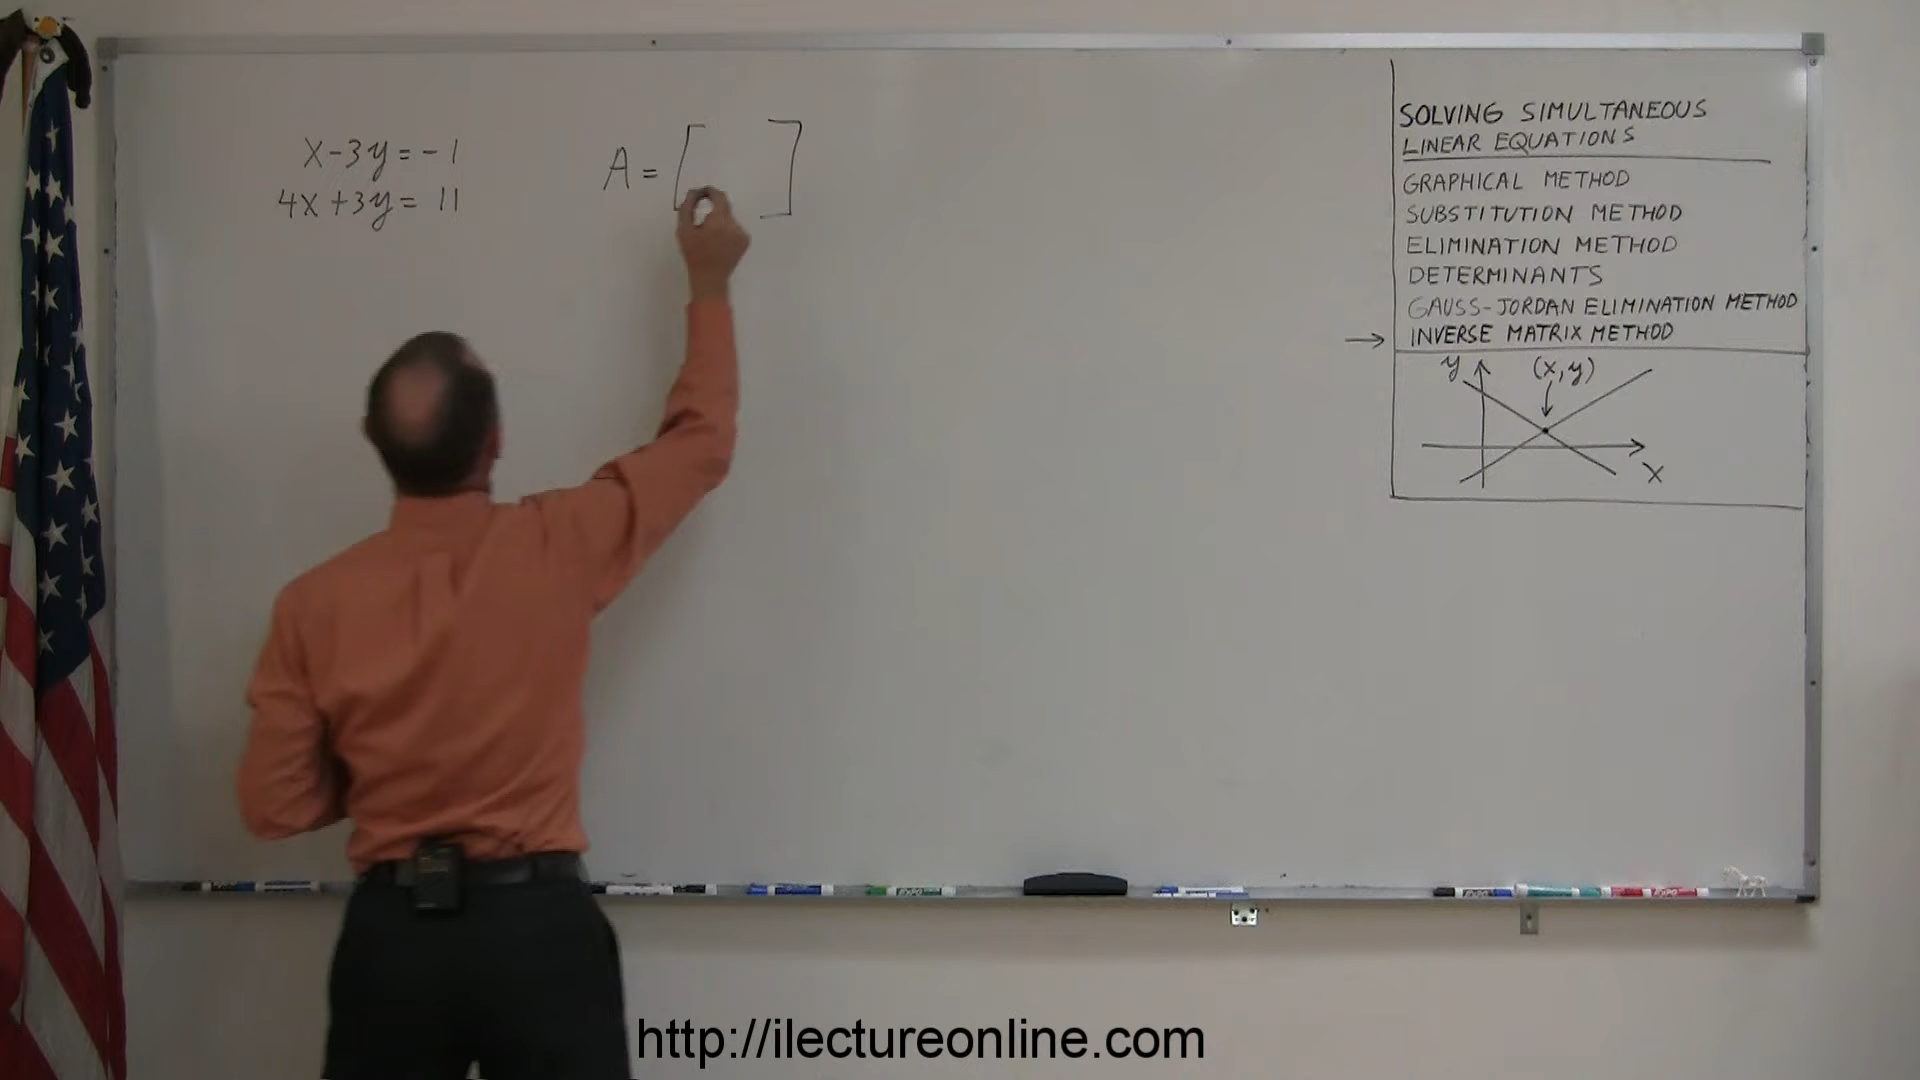 x-3y=-1
4x+3y=11
A = [ ]
SOLVING SIMULTANEOUS
LINEAR EQUATIONS
GRAPHICAL METHOD
SUBSTITUTION METHOD
ELIMINATION METHOD
DETERMINANTS
GAUSS-JORDAN ELIMINATION METHOD
→ INVERSE MATRIX METHOD
y
(x,y)
x
http://ilectureonline.com